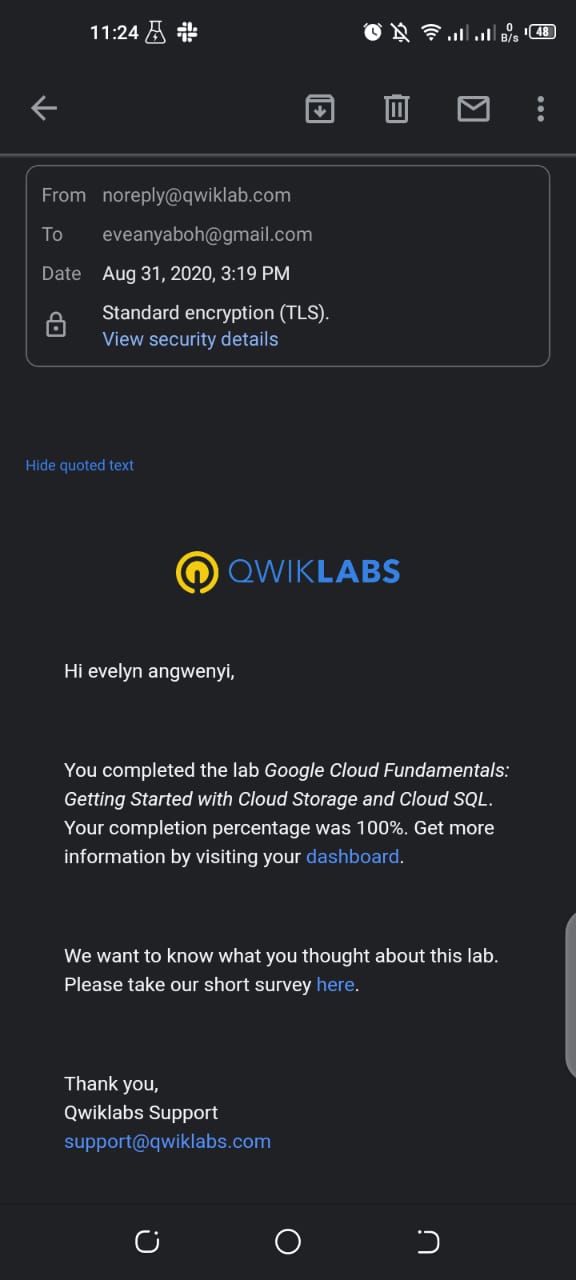 11:24 0 B/s 48
From noreply@qwiklab.com
To eveanyaboh@gmail.com
Date Aug 31, 2020, 3:19 PM
Standard encryption (TLS).
View security details
Hide quoted text
QWIKLABS
Hi evelyn angwenyi,
You completed the lab Google Cloud Fundamentals:
Getting Started with Cloud Storage and Cloud SQL.
Your completion percentage was 100%. Get more
information by visiting your dashboard.
We want to know what you thought about this lab.
Please take our short survey here.
Thank you,
Qwiklabs Support
support@qwiklabs.com